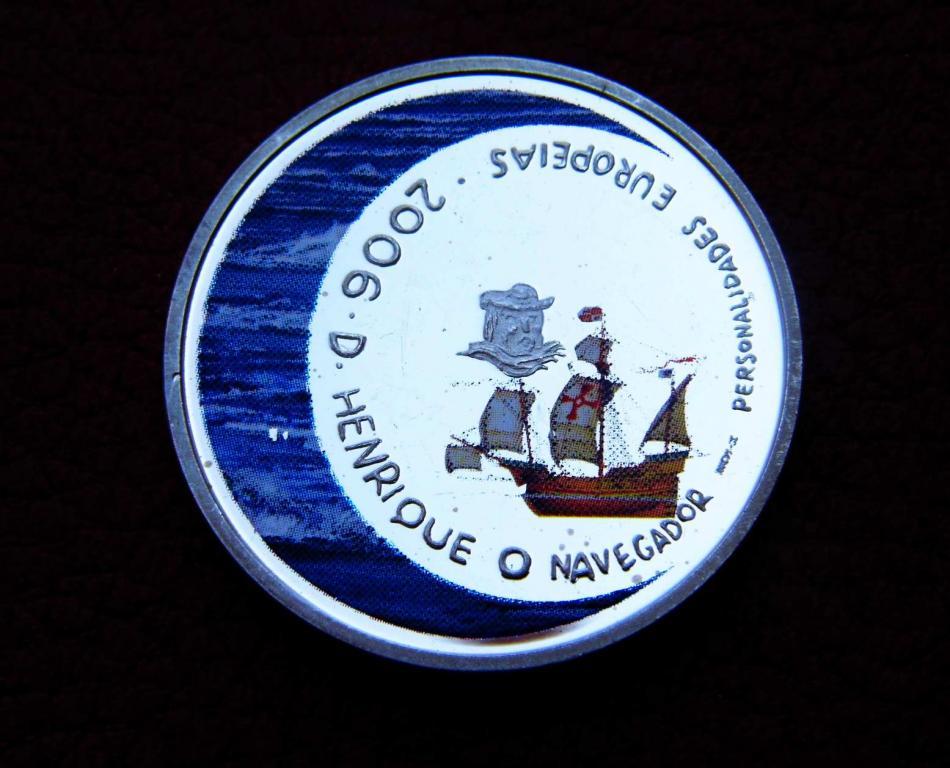 2006 · D. HENRIQUE O NAVEGADOR
PERSONALIDADES EUROPEIAS ·